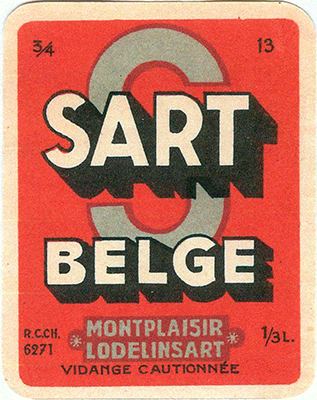 3/4 13
S
SART
BELGE
R.C.CH. MONTPLAISIR 1/3 L.
6271 * LODELINSART *
VIDANGE CAUTIONNÉE